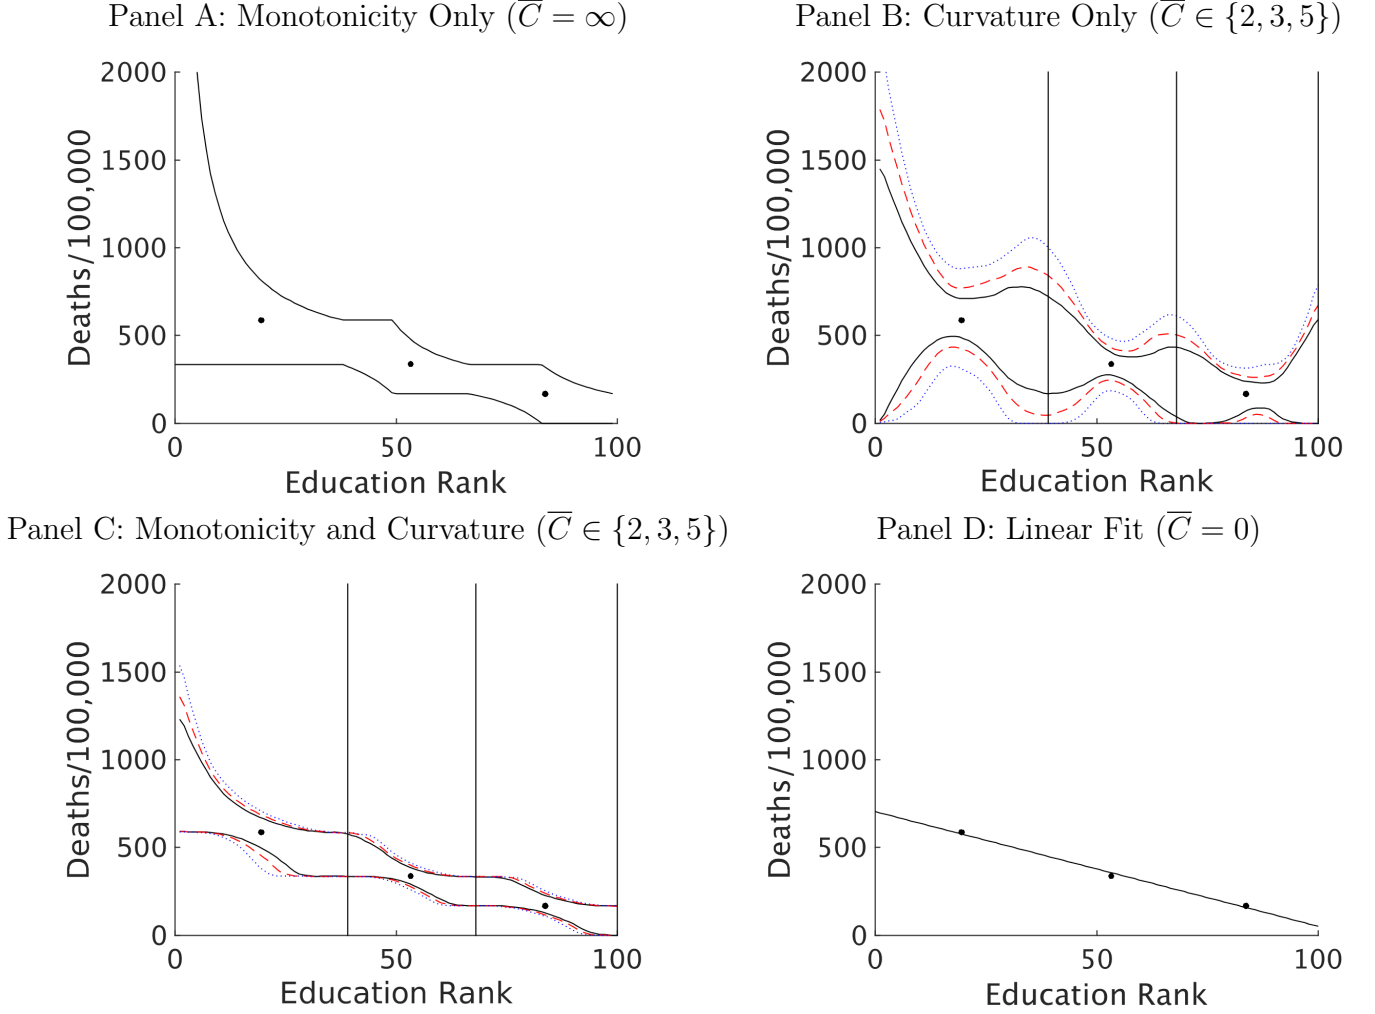 Panel A: Monotonicity Only (C̅ = ∞)
Deaths/100,000
2000
1500
1000
500
0
0 50 100
Education Rank
Panel B: Curvature Only (C̅ ∈ {2, 3, 5})
Deaths/100,000
2000
1500
1000
500
0
0 50 100
Education Rank
Panel C: Monotonicity and Curvature (C̅ ∈ {2, 3, 5})
Deaths/100,000
2000
1500
1000
500
0
0 50 100
Education Rank
Panel D: Linear Fit (C̅ = 0)
Deaths/100,000
2000
1500
1000
500
0
0 50 100
Education Rank